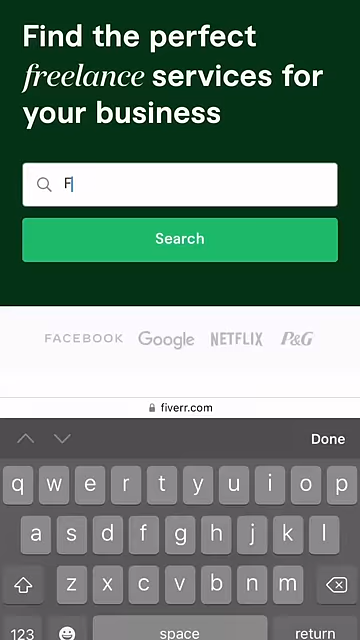 Find the perfect
freelance services for
your business
F
Search
FACEBOOK Google NETFLIX P&G
fiverr.com
Done
q w e r t y u i o p
a s d f g h j k l
z x c v b n m
123 space return